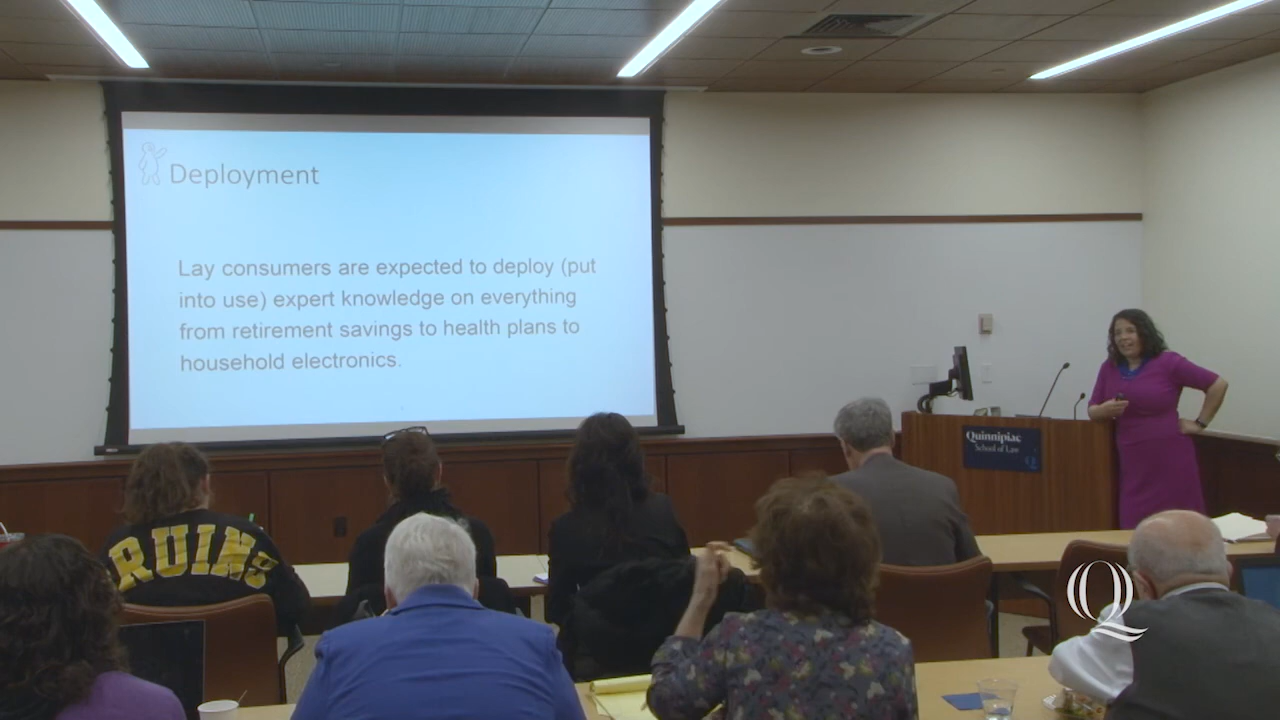 Deployment
Lay consumers are expected to deploy (put
into use) expert knowledge on everything
from retirement savings to health plans to
household electronics.
Quinnipiac
School of Law
Q
RUINS
Q